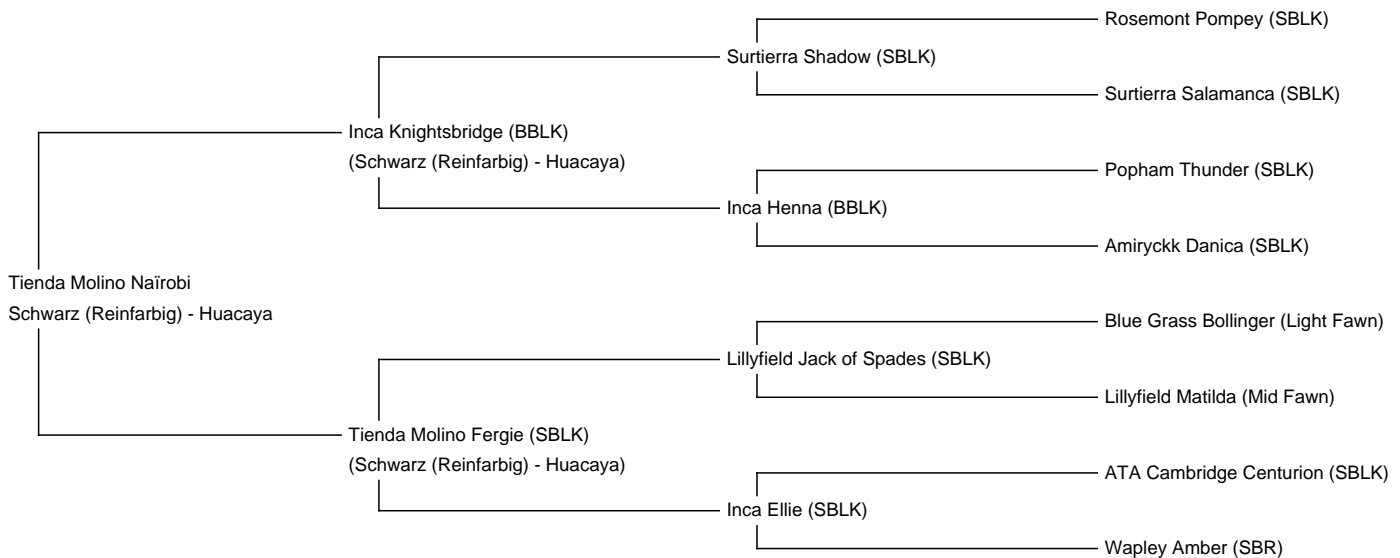 Rosemont Pompey (SBLK)
Surtierra Shadow (SBLK)
Surtierra Salamanca (SBLK)
Inca Knightsbridge (BBLK)
(Schwarz (Reinfarbig) - Huacaya)
Popham Thunder (SBLK)
Inca Henna (BBLK)
Amiryckk Danica (SBLK)
Tienda Molino Naïrobi
Schwarz (Reinfarbig) - Huacaya
Blue Grass Bollinger (Light Fawn)
Lillyfield Jack of Spades (SBLK)
Lillyfield Matilda (Mid Fawn)
Tienda Molino Fergie (SBLK)
(Schwarz (Reinfarbig) - Huacaya)
ATA Cambridge Centurion (SBLK)
Inca Ellie (SBLK)
Wapley Amber (SBR)